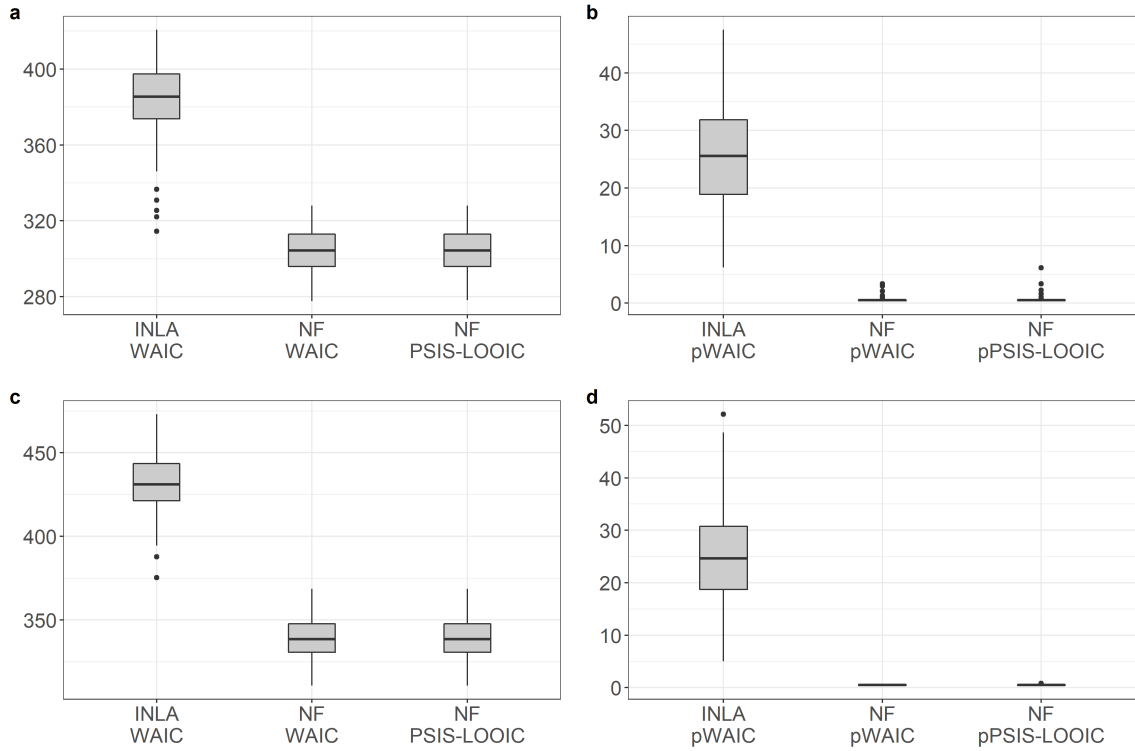 a
400
360
320
280
INLA
WAIC
NF
WAIC
NF
PSIS-LOOIC
b
40
30
20
10
0
INLA
pWAIC
NF
pWAIC
NF
pPSIS-LOOIC
c
450
400
350
INLA
WAIC
NF
WAIC
NF
PSIS-LOOIC
d
50
40
30
20
10
0
INLA
pWAIC
NF
pWAIC
NF
pPSIS-LOOIC